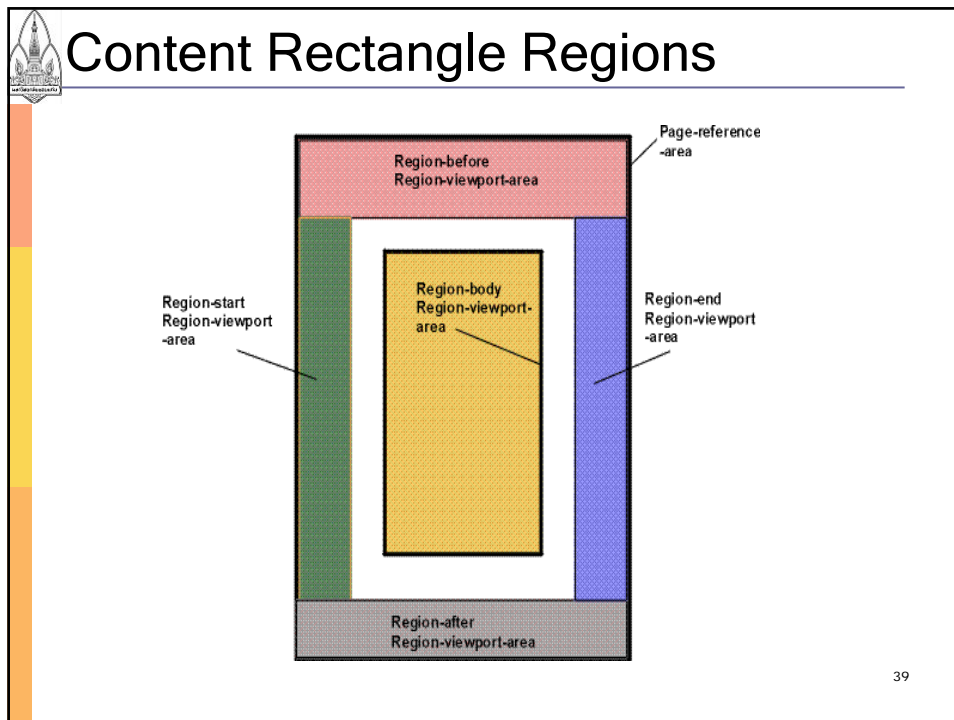 Content Rectangle Regions
Page-reference
-area
Region-before
Region-viewport-area
Region-start
Region-viewport
-area
Region-body
Region-viewport-
area
Region-end
Region-viewport
-area
Region-after
Region-viewport-area
39